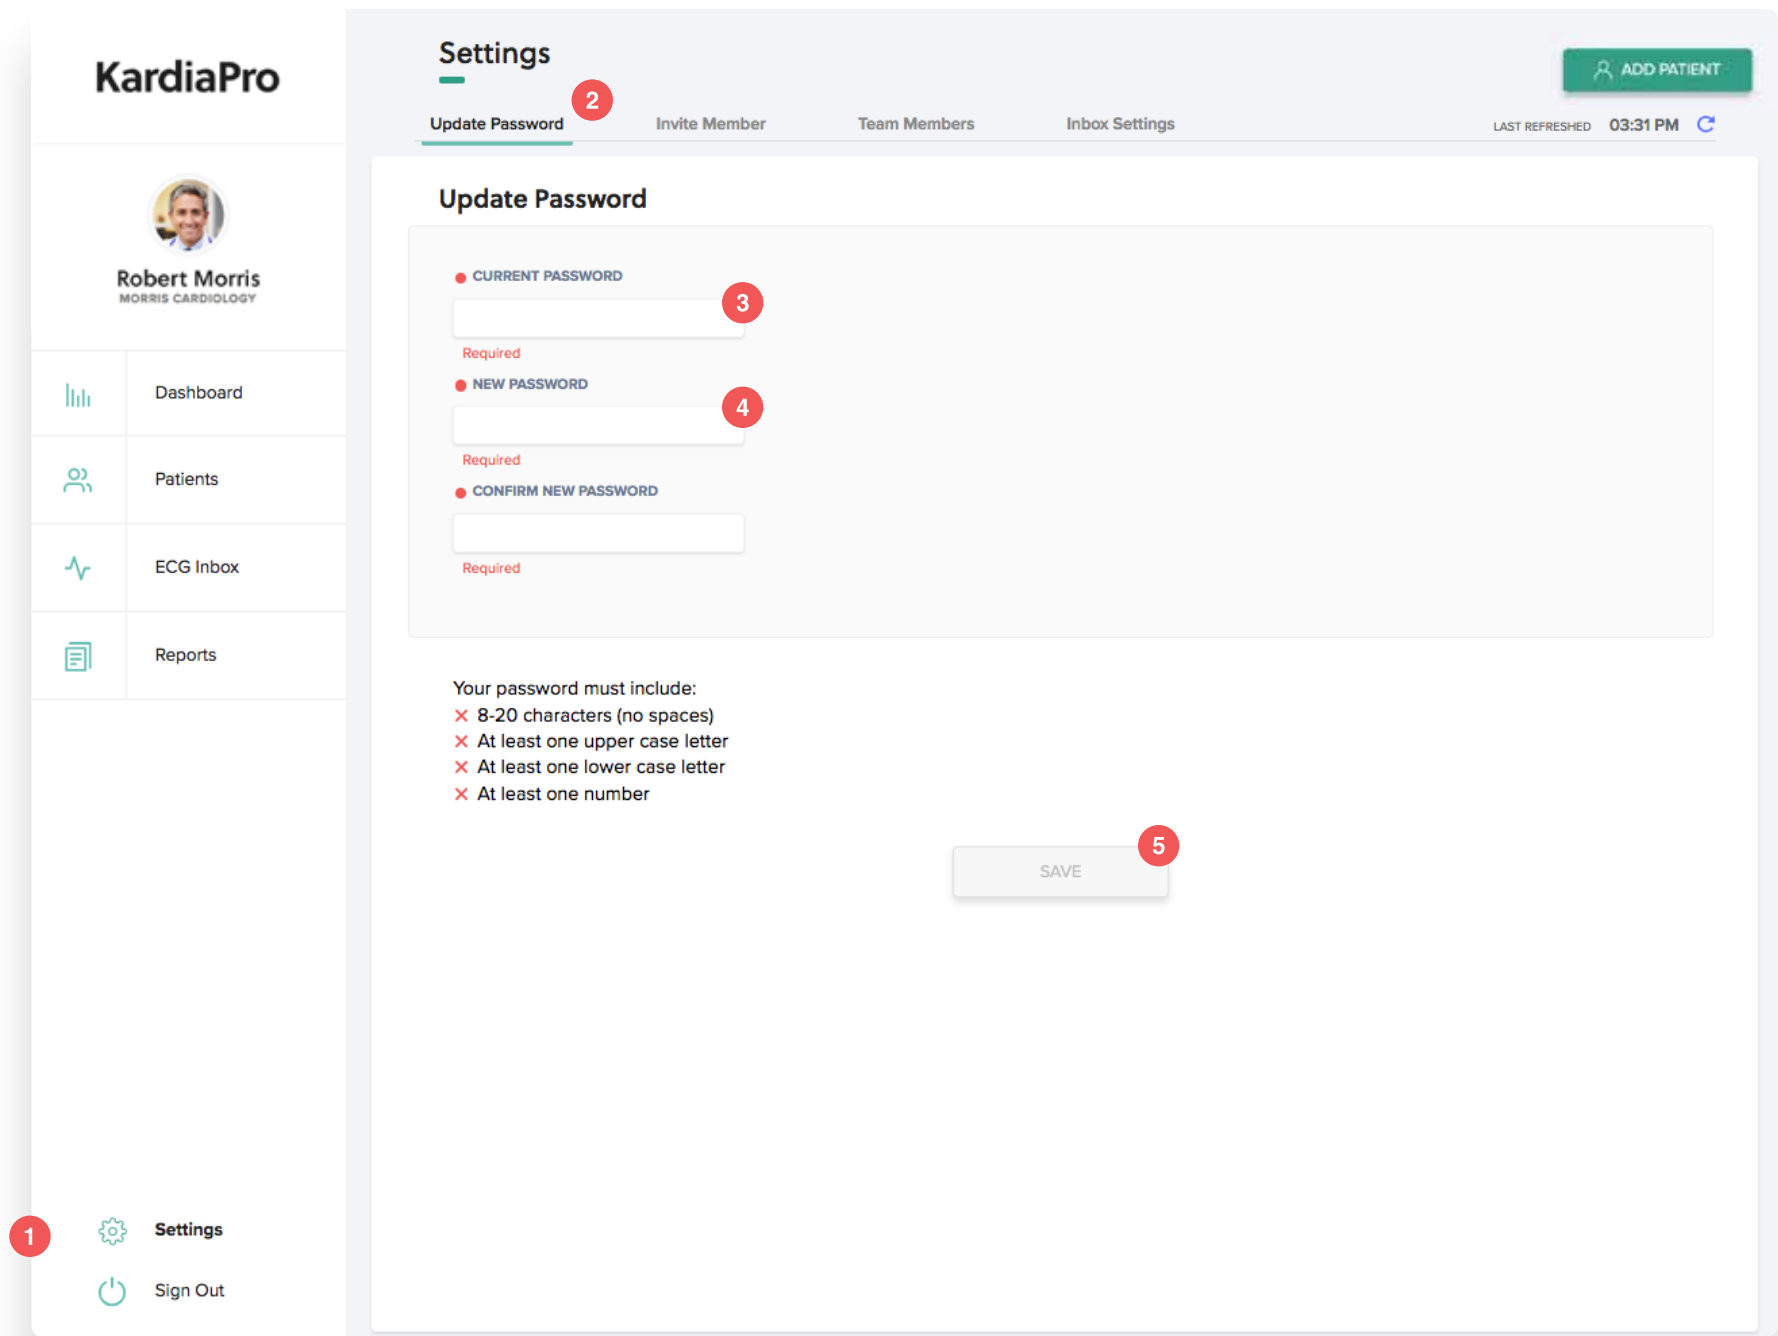 KardiaPro
Robert Morris
MORRIS CARDIOLOGY
Dashboard
Patients
ECG Inbox
Reports
1
Settings
Sign Out
Settings
ADD PATIENT
2
Update Password
Invite Member
Team Members
Inbox Settings
LAST REFRESHED 03:31 PM
Update Password
CURRENT PASSWORD
3
Required
NEW PASSWORD
4
Required
CONFIRM NEW PASSWORD
Required
Your password must include:
8-20 characters (no spaces)
At least one upper case letter
At least one lower case letter
At least one number
5
SAVE